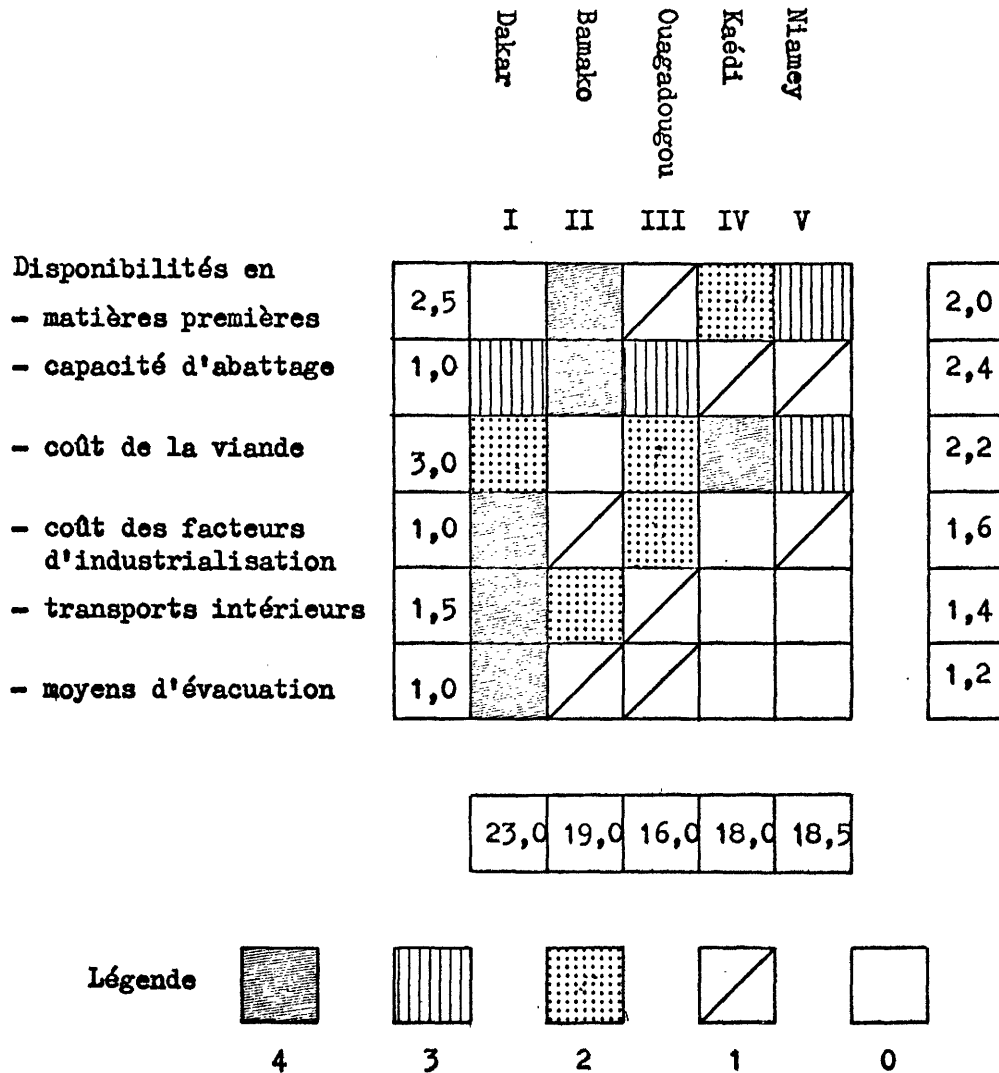 Dakar
Bamako
Ouagadougou
Kaédi
Niamey
I II III IV V
Disponibilités en
- matières premières 2,5 2,0
- capacité d'abattage 1,0 2,4
- coût de la viande 3,0 2,2
- coût des facteurs d'industrialisation 1,0 1,6
- transports intérieurs 1,5 1,4
- moyens d'évacuation 1,0 1,2
23,0 19,0 16,0 18,0 18,5
Légende
4 3 2 1 0